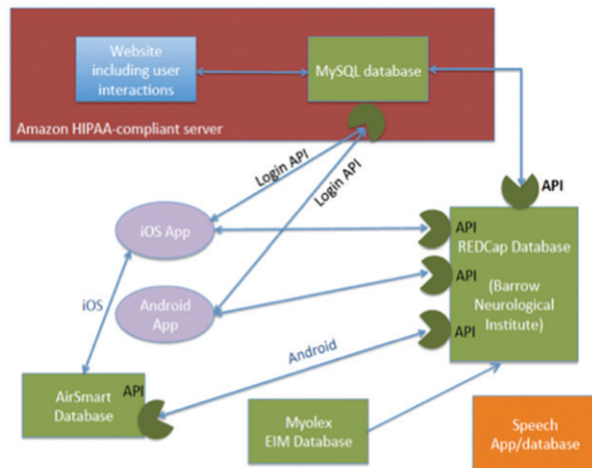 Website
including user
interactions
MySQL database
Amazon HIPAA-compliant server
Login API
Login API
API
iOS App
API
REDCap Database
Android
App
API
(Barrow
Neurological
Institute)
iOS
API
Android
AirSmart
Database
API
Myolex
EIM Database
Speech
App/database